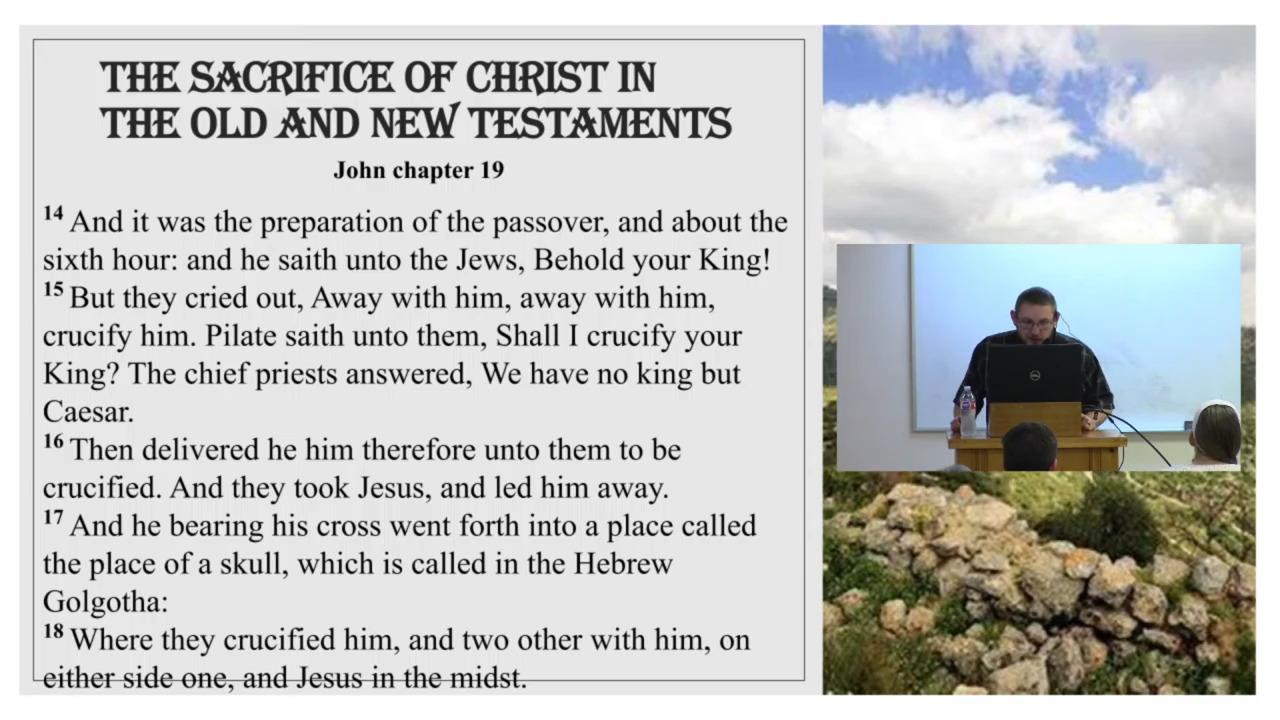 THE SACRIFICE OF CHRIST IN
THE OLD AND NEW TESTAMENTS
John chapter 19
14 And it was the preparation of the passover, and about the
sixth hour: and he saith unto the Jews, Behold your King!
15 But they cried out, Away with him, away with him,
crucify him. Pilate saith unto them, Shall I crucify your
King? The chief priests answered, We have no king but
Caesar.
16 Then delivered he him therefore unto them to be
crucified. And they took Jesus, and led him away.
17 And he bearing his cross went forth into a place called
the place of a skull, which is called in the Hebrew
Golgotha:
18 Where they crucified him, and two other with him, on
either side one, and Jesus in the midst.
DELL